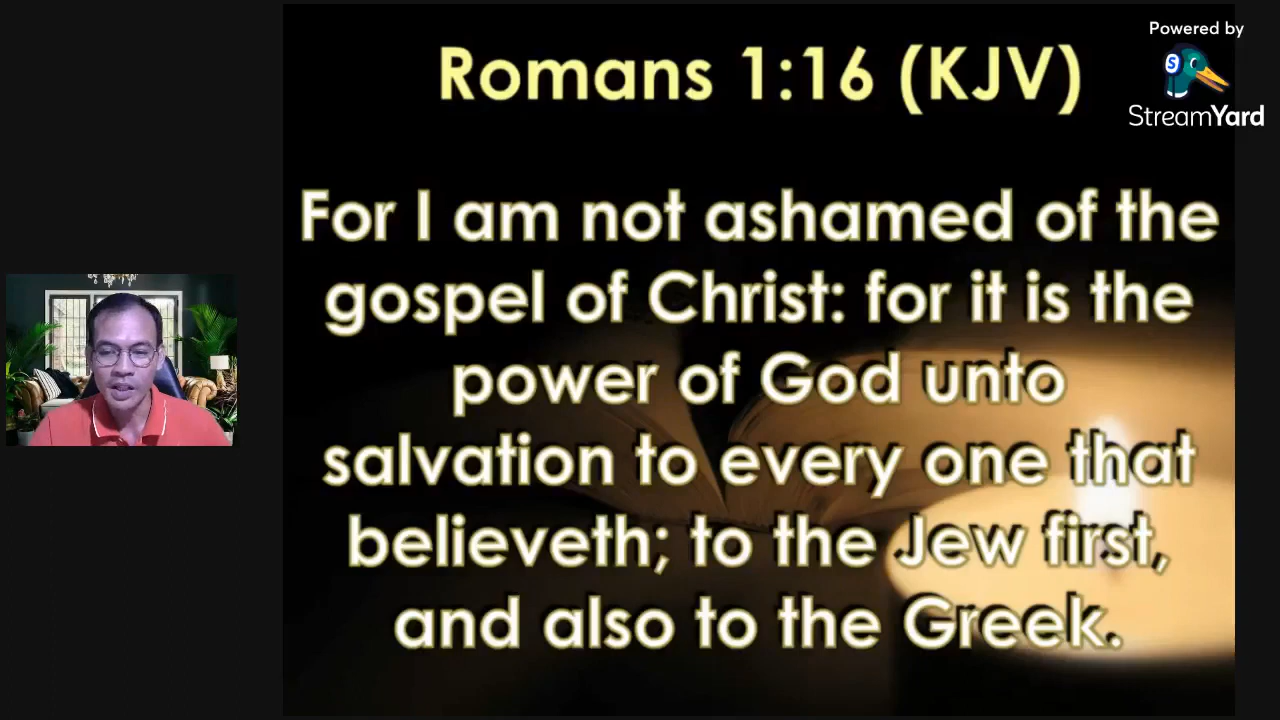 Romans 1:16 (KJV)
Powered by
S
StreamYard
For I am not ashamed of the
gospel of Christ: for it is the
power of God unto
salvation to every one that
believeth; to the Jew first,
and also to the Greek.